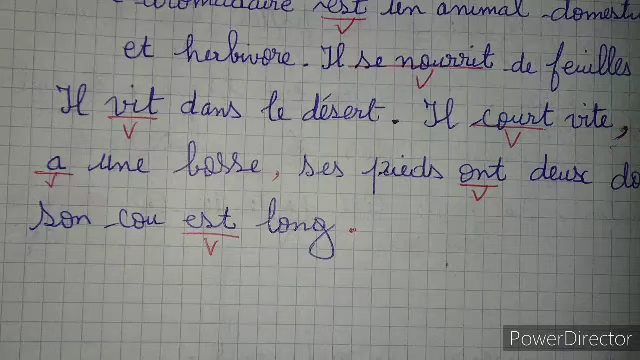 dromadaire est un animal domestiq
et herbivore. Il se nourrit de feuilles
V
Il vit dans le désert. Il court vite,
V V
a une bosse, ses pieds ont deux do
V V
son cou est long.
V
PowerDirector